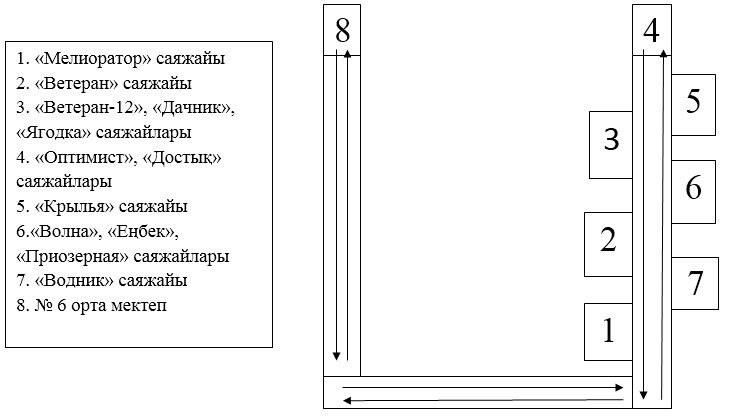 1. «Мелиоратор» саяжайы
2. «Ветеран» саяжайы
3. «Ветеран-12», «Дачник»,
«Ягодка» саяжайлары
4. «Оптимист», «Достық»
саяжайлары
5. «Крылья» саяжайы
6.«Волна», «Еңбек»,
«Приозерная» саяжайлары
7. «Водник» саяжайы
8. № 6 орта мектеп
8
4
5
3
6
2
7
1